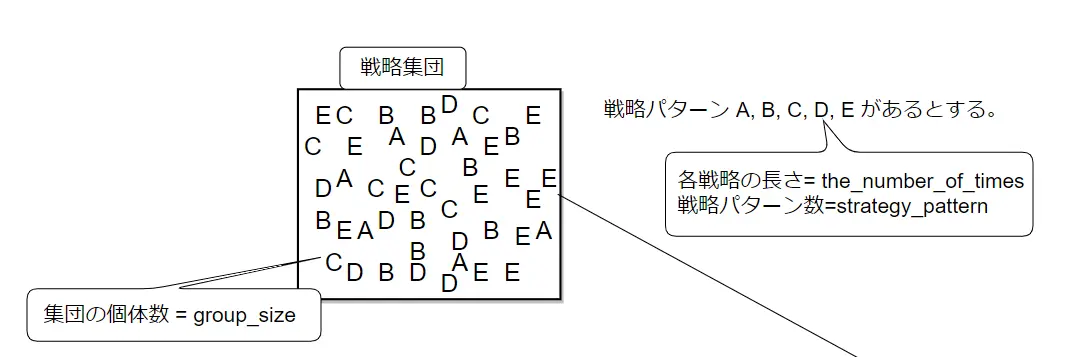 戦略集団
E C B B D C E
C E A D A E B
D A C E C B E E E
B E A D B C D B E A
C D B B D A D E E
戦略パターン A, B, C, D, E があるとする。
各戦略の長さ= the_number_of_times
戦略パターン数=strategy_pattern
集団の個体数 = group_size